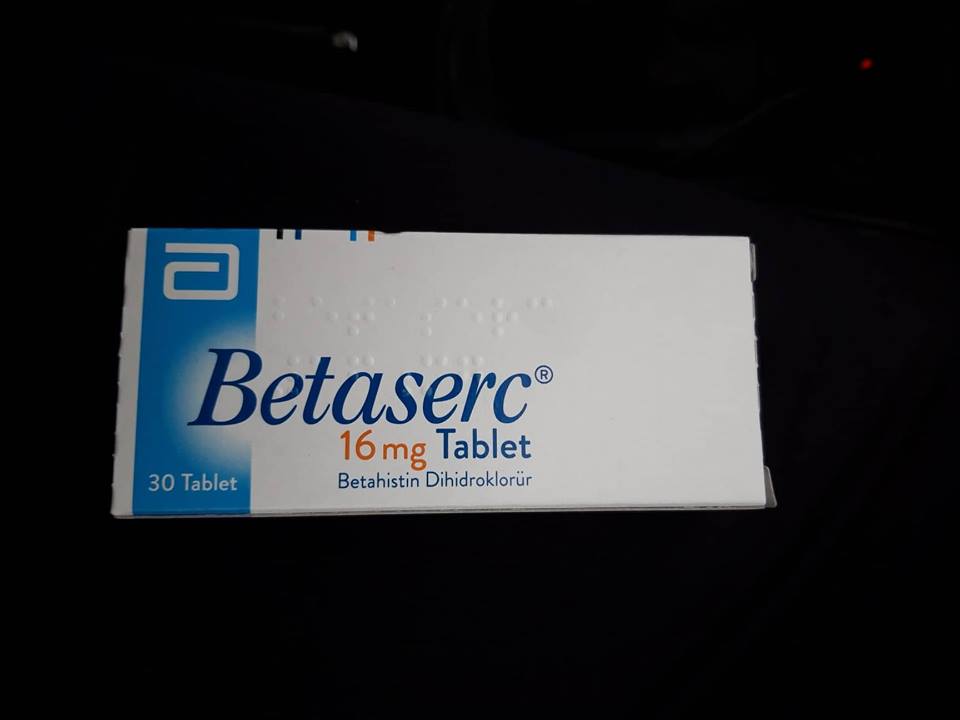 Betaserc®
16 mg Tablet
30 Tablet
Betahistin Dihidroklorür